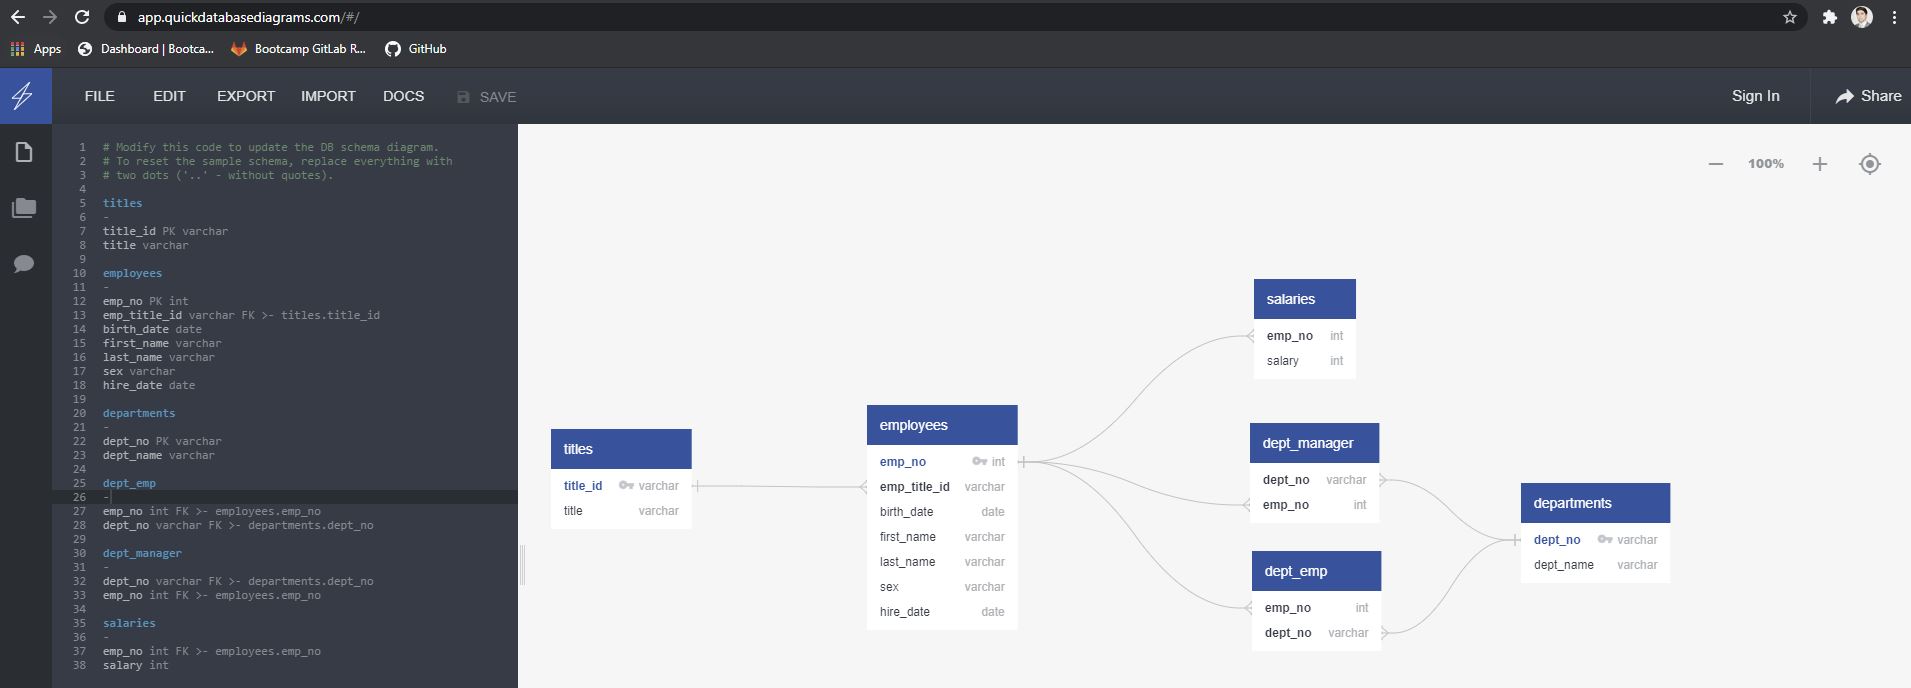 app.quickdatabasediagrams.com/#/
Apps Dashboard | Bootca... Bootcamp GitLab R... GitHub
FILE EDIT EXPORT IMPORT DOCS SAVE Sign In Share
1 # Modify this code to update the DB schema diagram.
2 # To reset the sample schema, replace everything with
3 # two dots ('..' - without quotes).
4
5 titles
6 -
7 title_id PK varchar
8 title varchar
9
10 employees
11 -
12 emp_no PK int
13 emp_title_id varchar FK >- titles.title_id
14 birth_date date
15 first_name varchar
16 last_name varchar
17 sex varchar
18 hire_date date
19
20 departments
21 -
22 dept_no PK varchar
23 dept_name varchar
24
25 dept_emp
26 -
27 emp_no int FK >- employees.emp_no
28 dept_no varchar FK >- departments.dept_no
29
30 dept_manager
31 -
32 dept_no varchar FK >- departments.dept_no
33 emp_no int FK >- employees.emp_no
34
35 salaries
36 -
37 emp_no int FK >- employees.emp_no
38 salary int
100%
titles
title_id varchar
title varchar
employees
emp_no int
emp_title_id varchar
birth_date date
first_name varchar
last_name varchar
sex varchar
hire_date date
salaries
emp_no int
salary int
dept_manager
dept_no varchar
emp_no int
dept_emp
emp_no int
dept_no varchar
departments
dept_no varchar
dept_name varchar